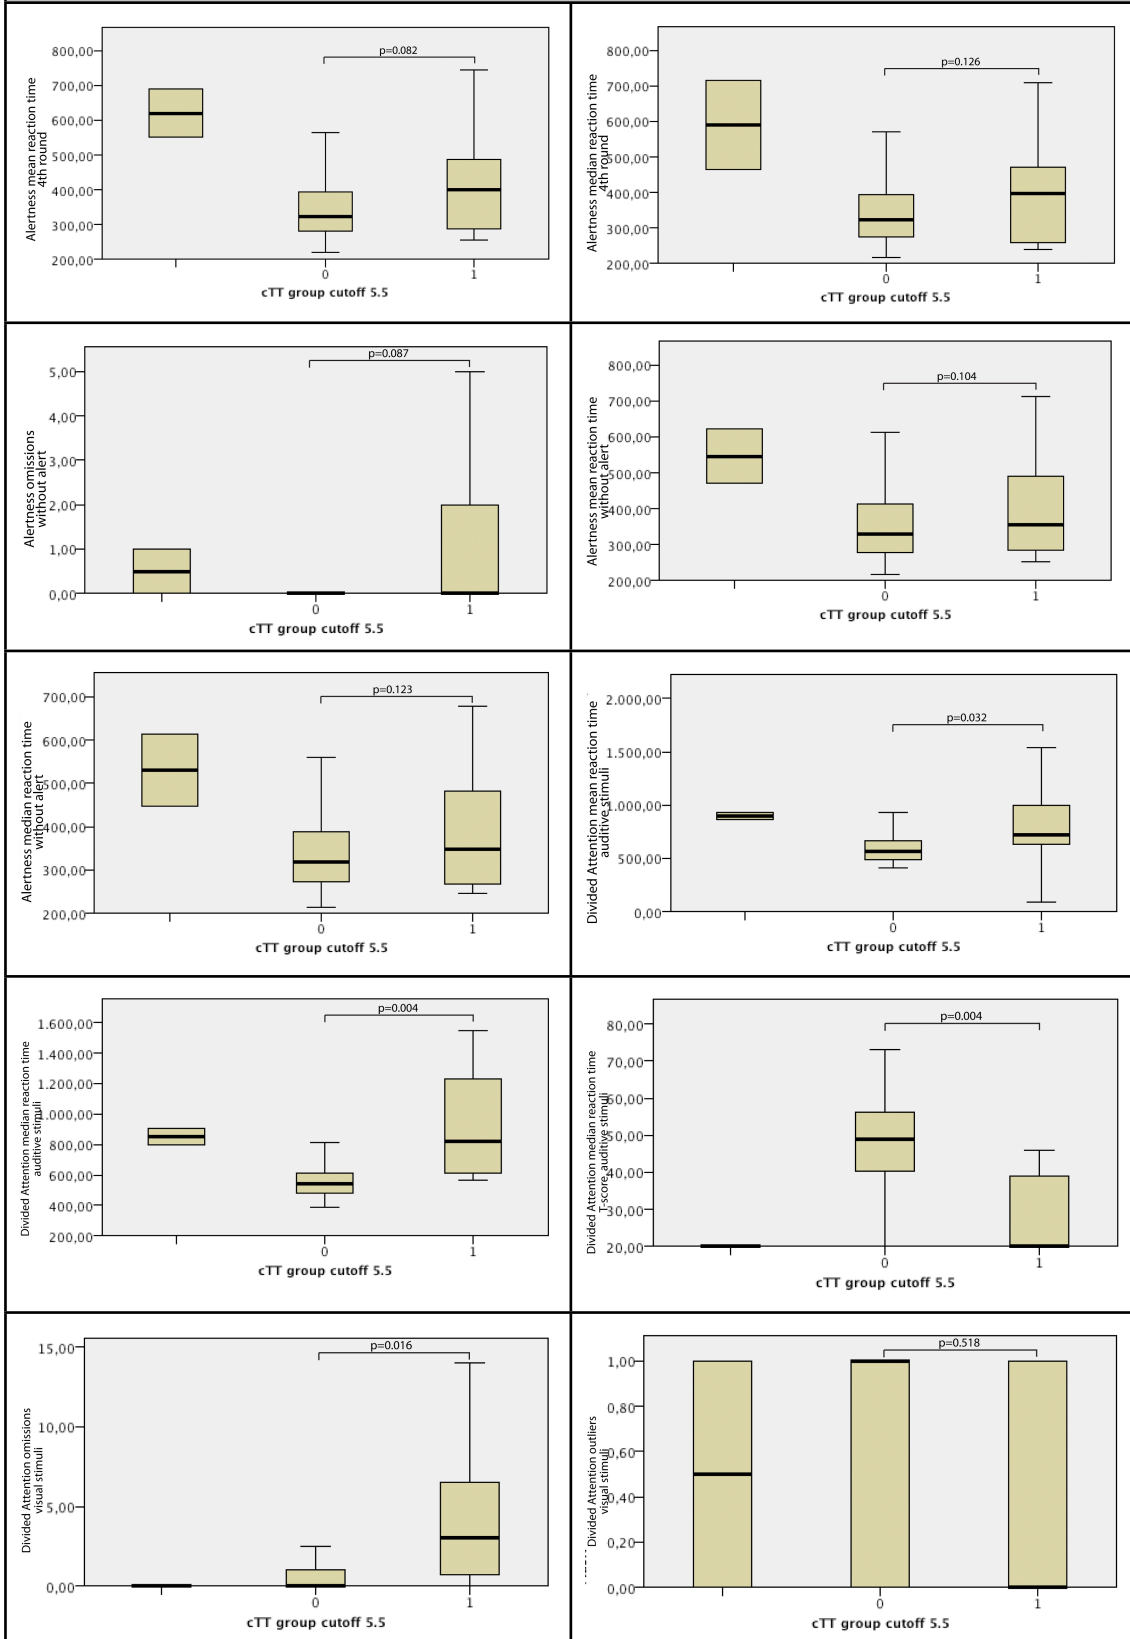 p=0.082
800,00
700,00
600,00
500,00
400,00
300,00
200,00
Alertness mean reaction time
4th round
0
1
cTT group cutoff 5.5
p=0.126
800,00
700,00
600,00
500,00
400,00
300,00
200,00
Alertness median reaction time
4th round
0
1
cTT group cutoff 5.5
p=0.087
5,00
4,00
3,00
2,00
1,00
0,00
Alertness omissions
without alert
0
1
cTT group cutoff 5.5
p=0.104
800,00
700,00
600,00
500,00
400,00
300,00
200,00
Alertness mean reaction time
without alert
0
1
cTT group cutoff 5.5
p=0.123
700,00
600,00
500,00
400,00
300,00
200,00
Alertness median reaction time
without alert
0
1
cTT group cutoff 5.5
p=0.032
2.000,00
1.500,00
1.000,00
500,00
0,00
Divided Attention mean reaction time
auditive stimuli
0
1
cTT group cutoff 5.5
p=0.004
1.600,00
1.400,00
1.200,00
1.000,00
800,00
600,00
400,00
200,00
Divided Attention median reaction time
auditive stimuli
0
1
cTT group cutoff 5.5
p=0.004
80,00
70,00
60,00
50,00
40,00
30,00
20,00
Divided Attention median reaction time
T-score auditive stimuli
0
1
cTT group cutoff 5.5
p=0.016
15,00
10,00
5,00
0,00
Divided Attention omissions
visual stimuli
0
1
cTT group cutoff 5.5
p=0.518
1,00
0,80
0,60
0,40
0,20
0,00
Divided Attention outliers
visual stimuli
0
1
cTT group cutoff 5.5